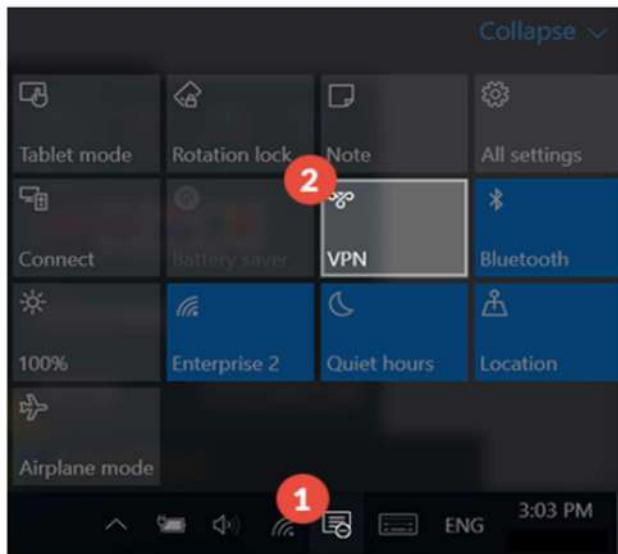 Collapse
Tablet mode
Rotation lock
Note
All settings
2
Connect
Battery saver
VPN
Bluetooth
100%
Enterprise 2
Quiet hours
Location
Airplane mode
1
ENG
3:03 PM